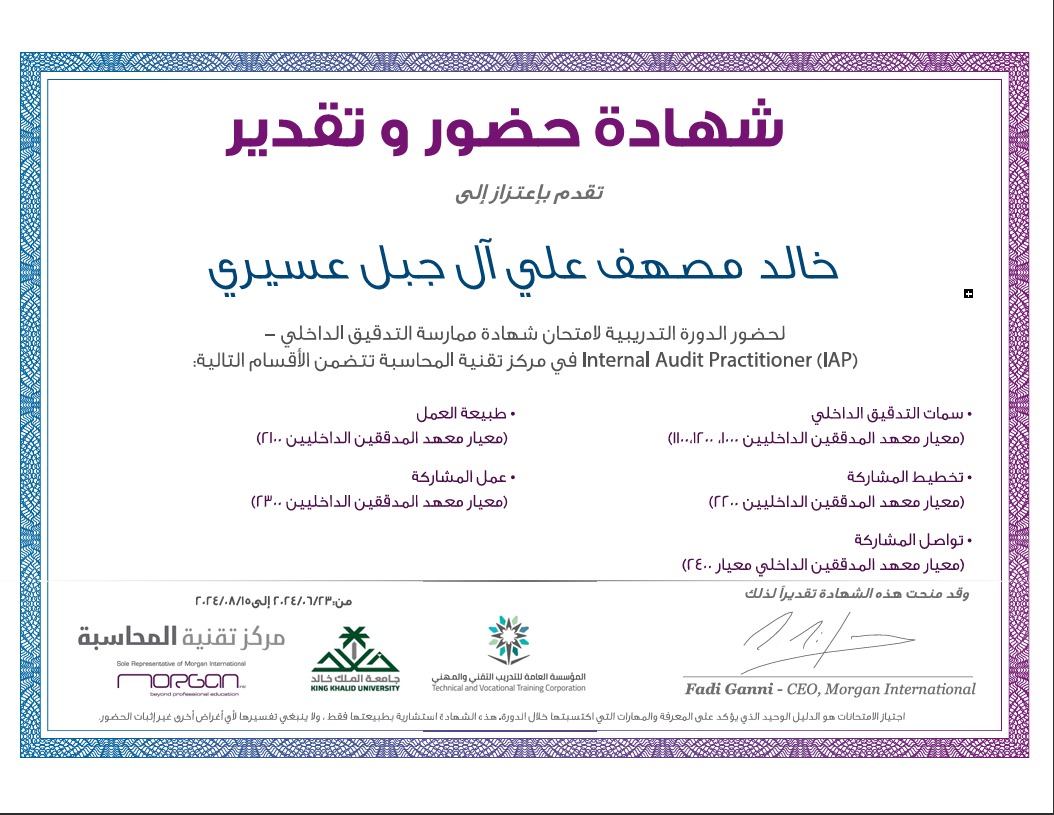 شهادة حضور و تقدير
تقدم بإعتزاز إلى
خالد مصهف علي آل جبل عسيري
لحضور الدورة التدريبية لامتحان شهادة ممارسة التدقيق الداخلي –
Internal Audit Practitioner (IAP) في مركز تقنية المحاسبة تتضمن الأقسام التالية:
• سمات التدقيق الداخلي
(معيار معهد المدققين الداخليين ١٠٠٠، ١١٠٠،١٢٠٠)
• تخطيط المشاركة
(معيار معهد المدققين الداخليين ٢٢٠٠)
• تواصل المشاركة
(معيار معهد المدققين الداخلي معيار ٢٤٠٠)
• طبيعة العمل
(معيار معهد المدققين الداخليين ٢١٠٠)
• عمل المشاركة
(معيار معهد المدققين الداخليين ٢٣٠٠)
وقد منحت هذه الشهادة تقديراً لذلك
Fadi Ganni - CEO, Morgan International
المؤسسة العامة للتدريب التقني والمهني
Technical and Vocational Training Corporation
جامعة الملك خالد
KING KHALID UNIVERSITY
من:٢٠٢٤/٠٦/٢٣ إلى٢٠٢٤/٠٨/١٥
مركز تقنية المحاسبة
Sole Representative of Morgan International
MORGAN
beyond professional education
اجتياز الامتحانات هو الدليل الوحيد الذي يؤكد على المعرفة والمهارات التي اكتسبتها خلال الدورة. هذه الشهادة استشارية بطبيعتها فقط ، ولا ينبغي تفسيرها لأي أغراض أخرى غير إثبات الحضور.